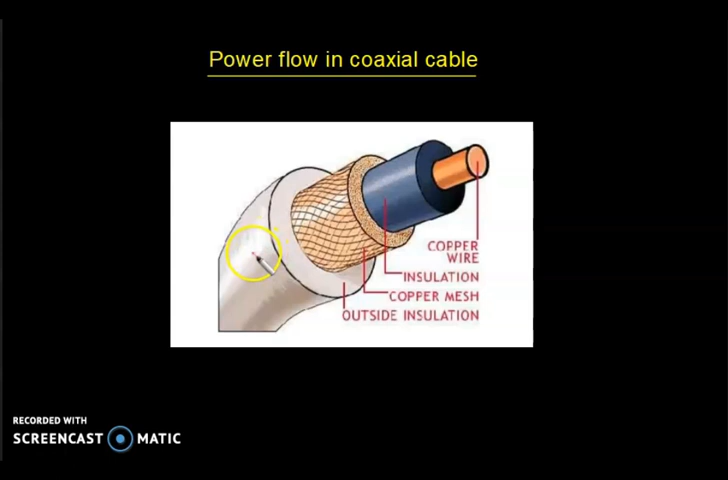 Power flow in coaxial cable
COPPER
WIRE
INSULATION
COPPER MESH
OUTSIDE INSULATION
RECORDED WITH
SCREENCAST MATIC